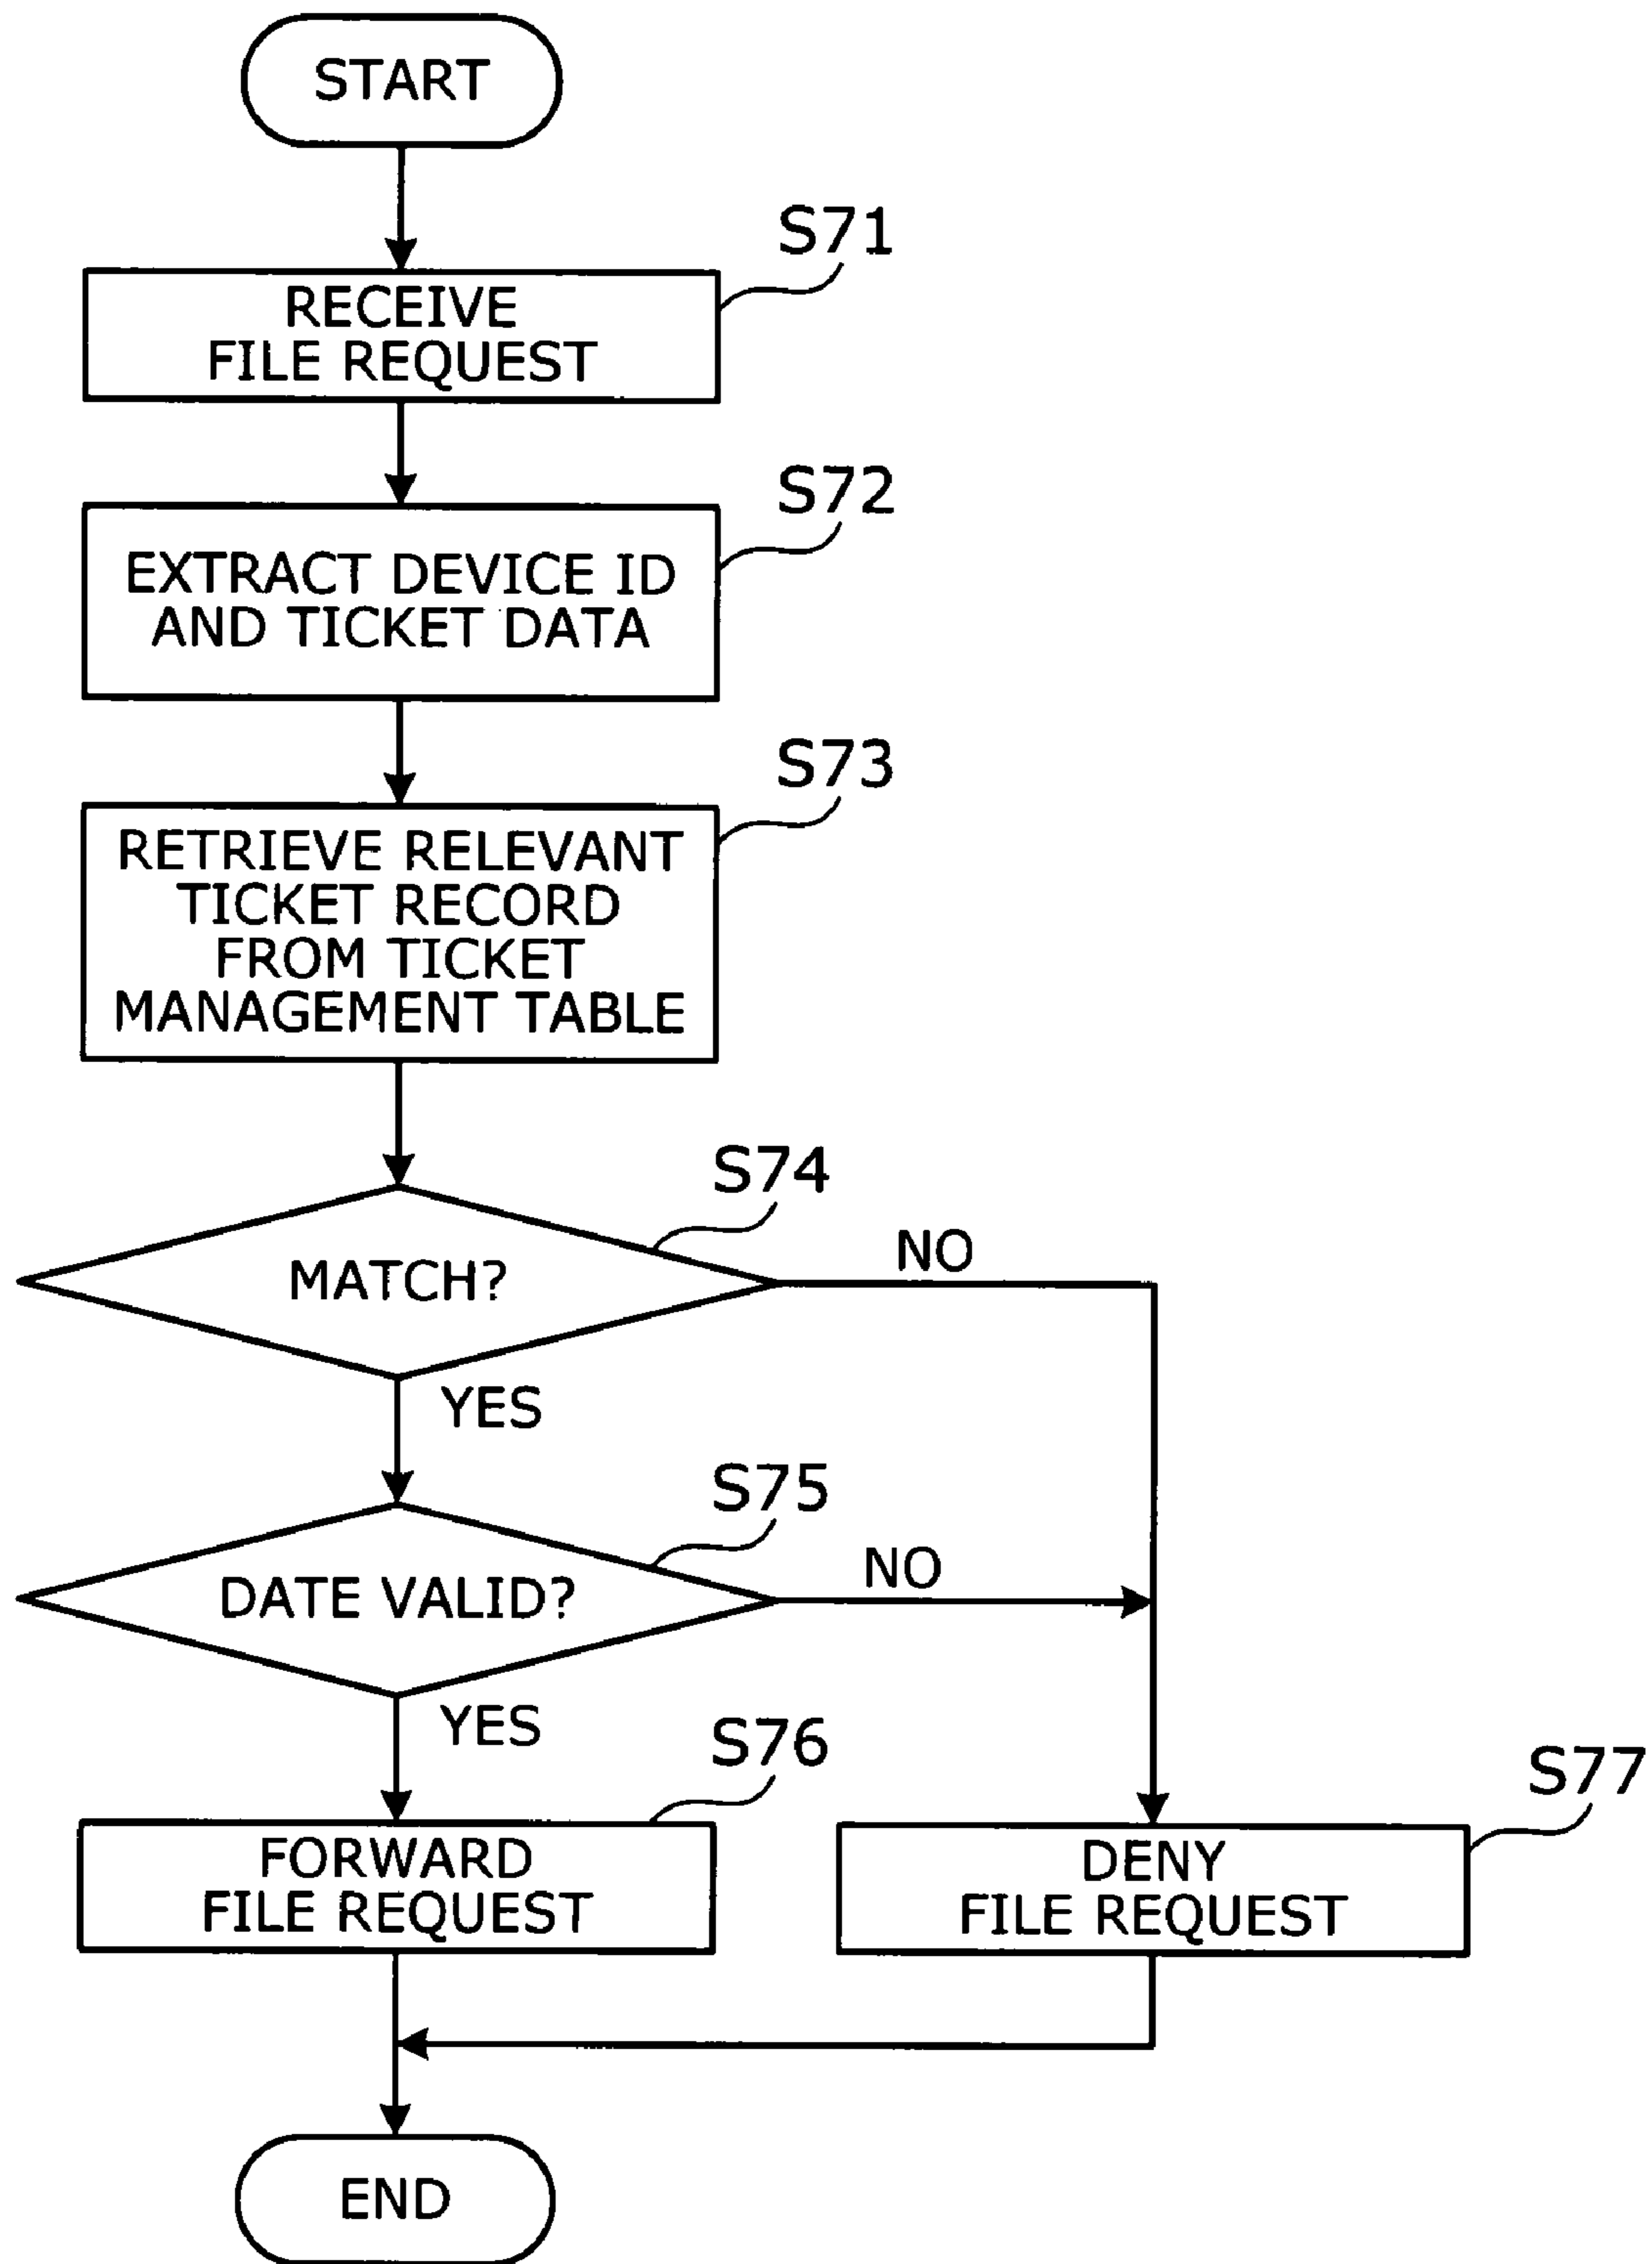 START
S71
RECEIVE
FILE REQUEST
S72
EXTRACT DEVICE ID
AND TICKET DATA
S73
RETRIEVE RELEVANT
TICKET RECORD
FROM TICKET
MANAGEMENT TABLE
S74
MATCH?
NO
YES
S75
DATE VALID?
NO
YES
S76
FORWARD
FILE REQUEST
S77
DENY
FILE REQUEST
END